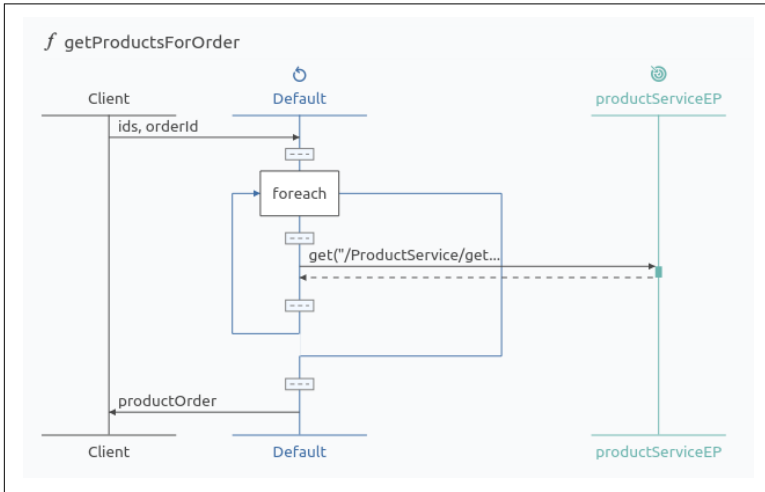 f getProductsForOrder
Client Default productServiceEP
ids, orderId
foreach
get("/ProductService/get...
productOrder
Client Default productServiceEP